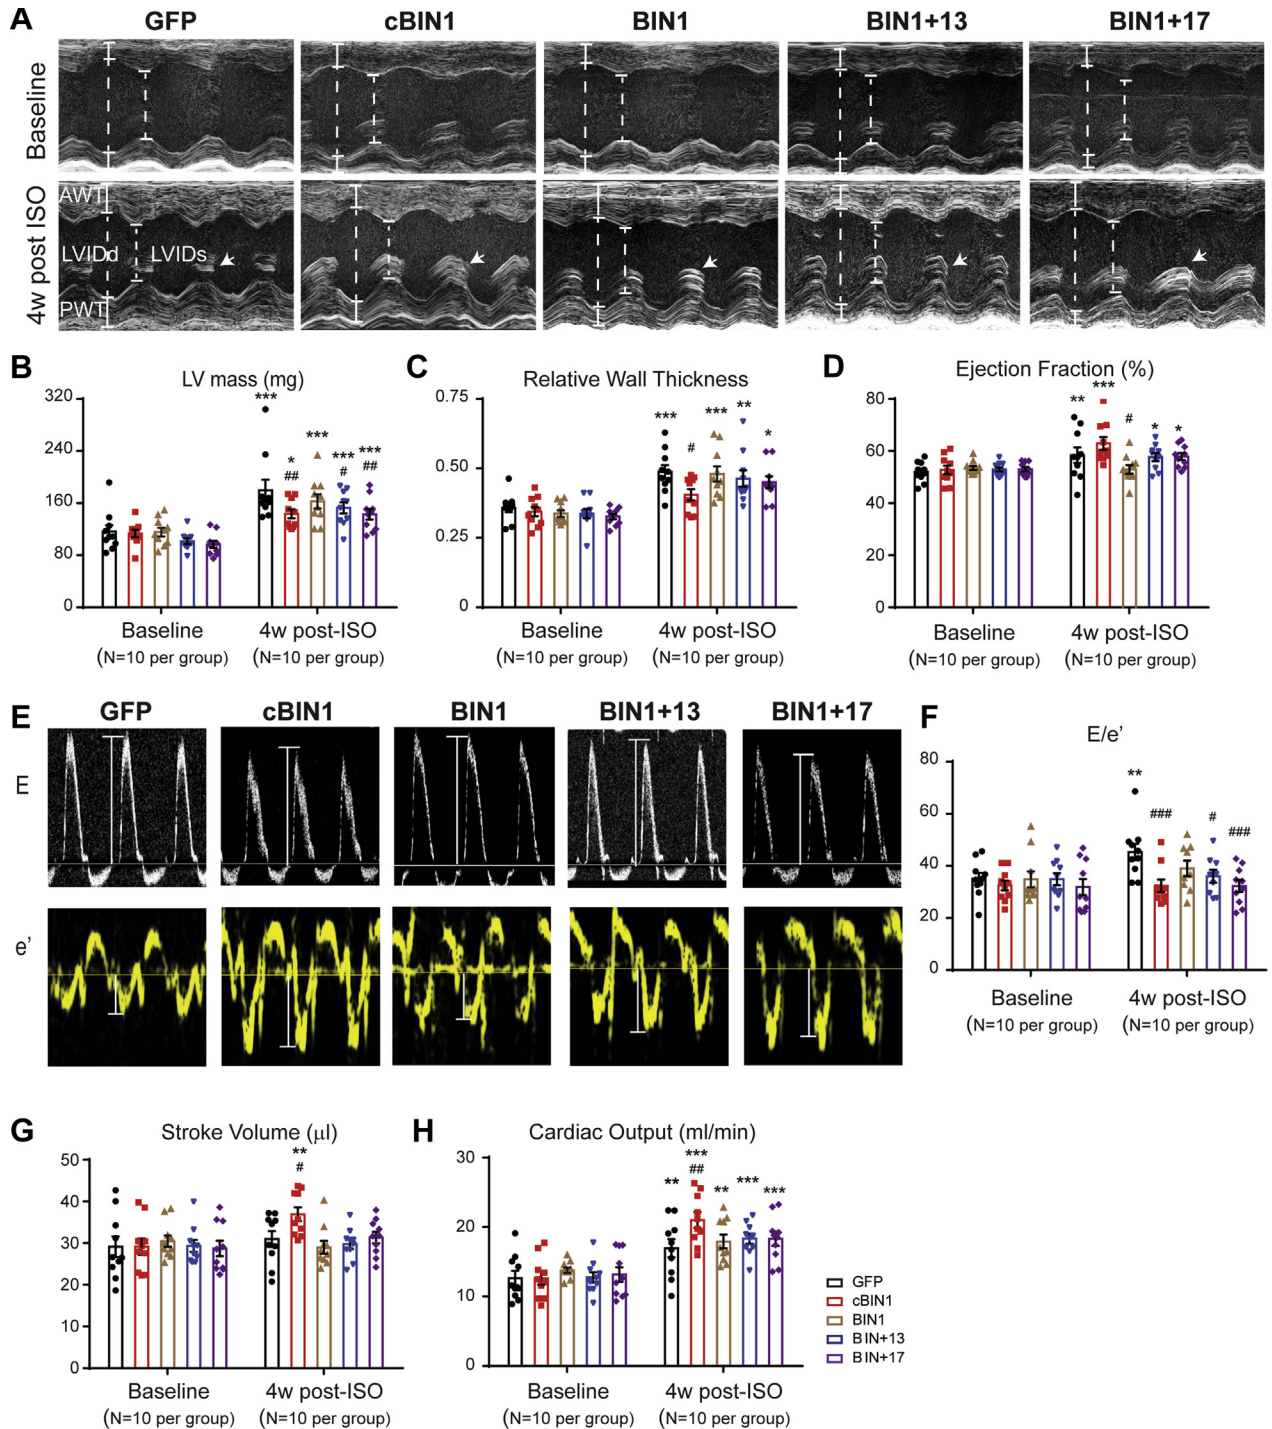 A
GFP
cBIN1
BIN1
BIN1+13
BIN1+17
Baseline
4w post ISO
AWT
LVIDd
LVIDs
PWT
B
LV mass (mg)
320
240
160
80
0
***
*
##
***
***
#
***
##
Baseline
4w post-ISO
(N=10 per group)
(N=10 per group)
C
Relative Wall Thickness
0.75
0.50
0.25
0
***
#
***
**
*
Baseline
4w post-ISO
(N=10 per group)
(N=10 per group)
D
Ejection Fraction (%)
80
60
40
20
0
**
***
#
*
*
Baseline
4w post-ISO
(N=10 per group)
(N=10 per group)
E
GFP
cBIN1
BIN1
BIN1+13
BIN1+17
E
e’
F
E/e’
80
60
40
20
0
**
###
#
###
Baseline
4w post-ISO
(N=10 per group)
(N=10 per group)
G
Stroke Volume (µl)
50
40
30
20
10
0
**
#
Baseline
4w post-ISO
(N=10 per group)
(N=10 per group)
H
Cardiac Output (ml/min)
30
20
10
0
**
***
##
**
***
***
Baseline
4w post-ISO
(N=10 per group)
(N=10 per group)
GFP
cBIN1
BIN1
BIN+13
BIN+17